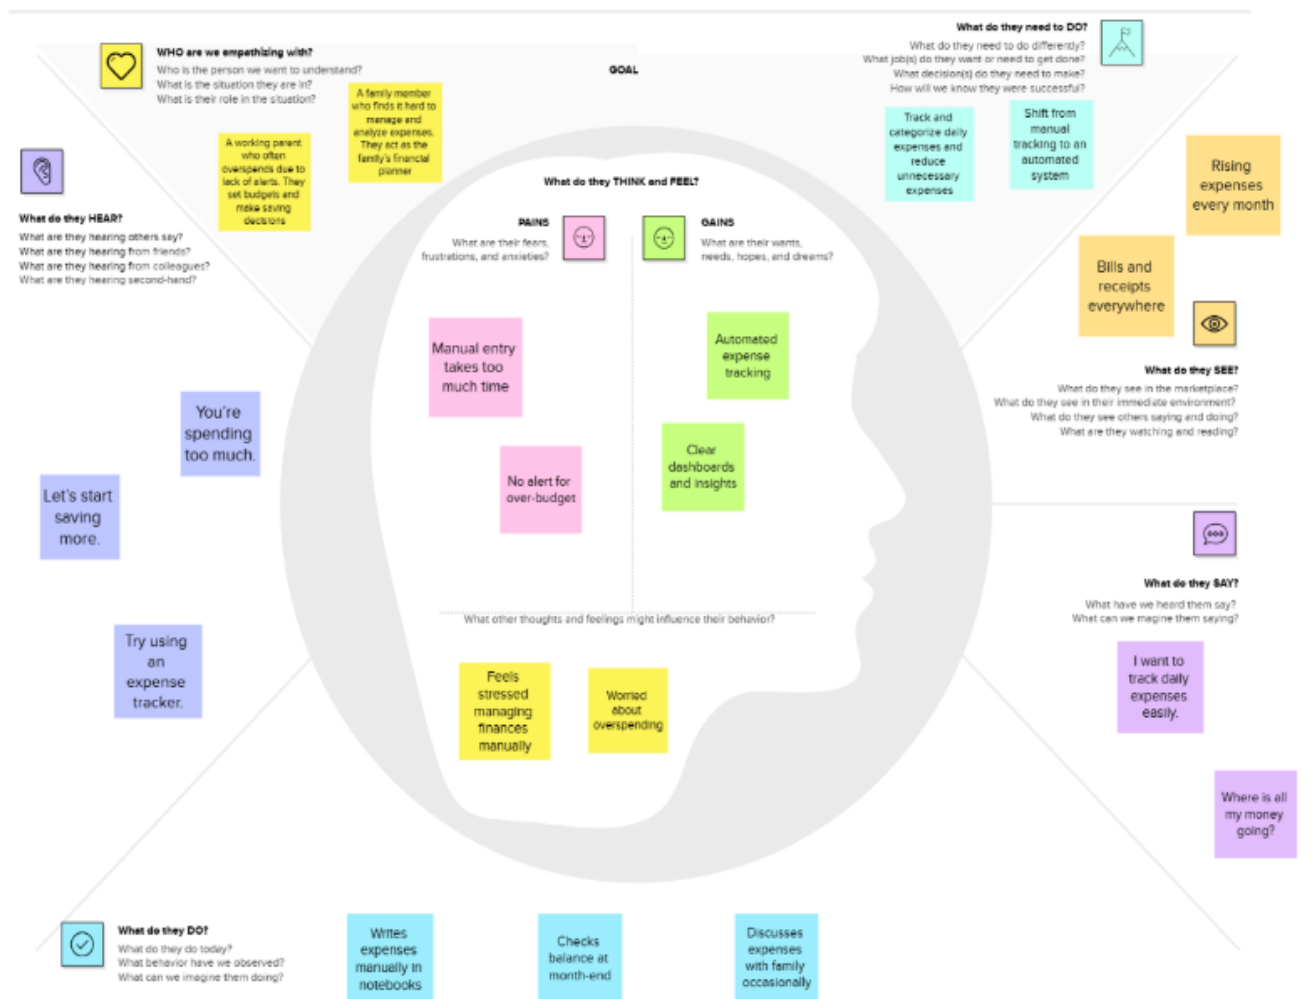 WHO are we empathizing with?
Who is the person we want to understand?
What is the situation they are in?
What is their role in the situation?
A working parent
who often
overspends due to
lack of alerts. They
set budgets and
make saving
decisions
A family member
who finds it hard to
manage and
analyze expenses.
They act as the
family's financial
planner
GOAL
What do they need to DO?
What do they need to do differently?
What job(s) do they want or need to get done?
What decision(s) do they need to make?
How will we know they were successful?
Track and
categorize daily
expenses and
reduce
unnecessary
expenses
Shift from
manual
tracking to an
automated
system
Rising
expenses
every month
Bills and
receipts
everywhere
What do they SEE?
What do they see in the marketplace?
What do they see in their immediate environment?
What do they see others saying and doing?
What are they watching and reading?
What do they HEAR?
What are they hearing others say?
What are they hearing from friends?
What are they hearing from colleagues?
What are they hearing second-hand?
You're
spending
too much.
Let's start
saving
more.
Try using
an
expense
tracker.
What do they THINK and FEEL?
PAINS
What are their fears,
frustrations, and anxieties?
GAINS
What are their wants,
needs, hopes, and dreams?
Manual entry
takes too
much time
No alert for
over-budget
Automated
expense
tracking
Clear
dashboards
and insights
What other thoughts and feelings might influence their behavior?
Feels
stressed
managing
finances
manually
Worried
about
overspending
What do they SAY?
What have we heard them say?
What can we magine them saying?
I want to
track daily
expenses
easily.
Where is all
my money
going?
What do they DO?
What do they do today?
What behavior have we observed?
What can we imagine them doing?
Writes
expenses
manually in
notebooks
Checks
balance at
month-end
Discusses
expenses
with family
occasionally